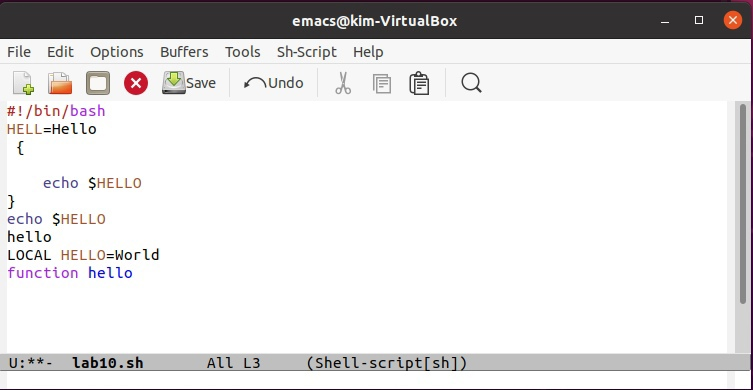 emacs@kim-VirtualBox
File Edit Options Buffers Tools Sh-Script Help
Save Undo
#!/bin/bash
HELL=Hello
{
echo $HELLO
}
echo $HELLO
hello
LOCAL HELLO=World
function hello
U:**- lab10.sh All L3 (Shell-script[sh])